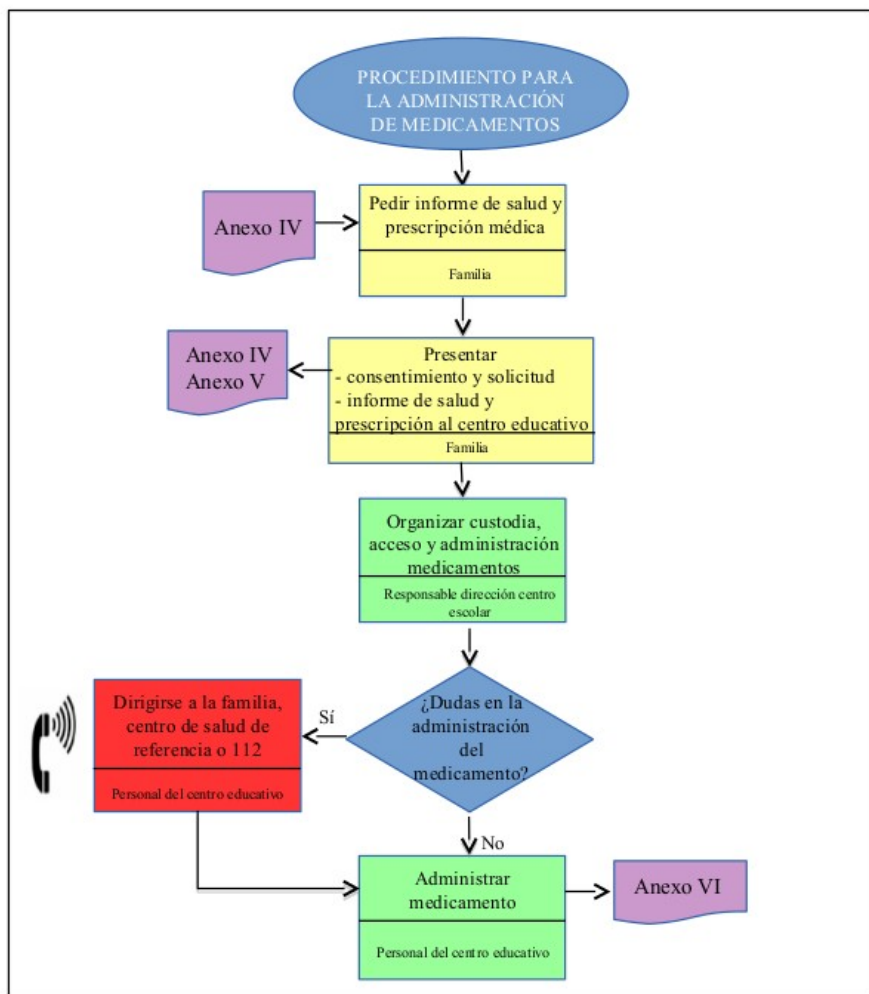 PROCEDIMIENTO PARA
LA ADMINISTRACIÓN
DE MEDICAMENTOS
Anexo IV
Pedir informe de salud y
prescripción médica
Familia
Anexo IV
Anexo V
Presentar
- consentimiento y solicitud
- informe de salud y
prescripción al centro educativo
Familia
Organizar custodia,
acceso y administración
medicamentos
Responsable dirección centro
escolar
¿Dudas en la
administración
del
medicamento?
Sí
Dirigirse a la familia,
centro de salud de
referencia o 112
Personal del centro educativo
No
Administrar
medicamento
Personal del centro educativo
Anexo VI